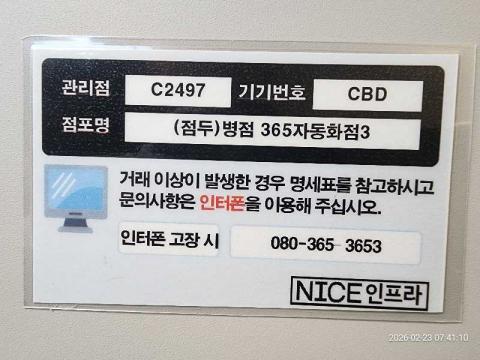 관리점 C2497 기기번호 CBD
점포명 (점두)병점 365자동화점3
거래 이상이 발생한 경우 명세표를 참고하시고
문의사항은 인터폰을 이용해 주십시오.
인터폰 고장 시 080-365-3653
NICE인프라
2026-02-23 07:41:10